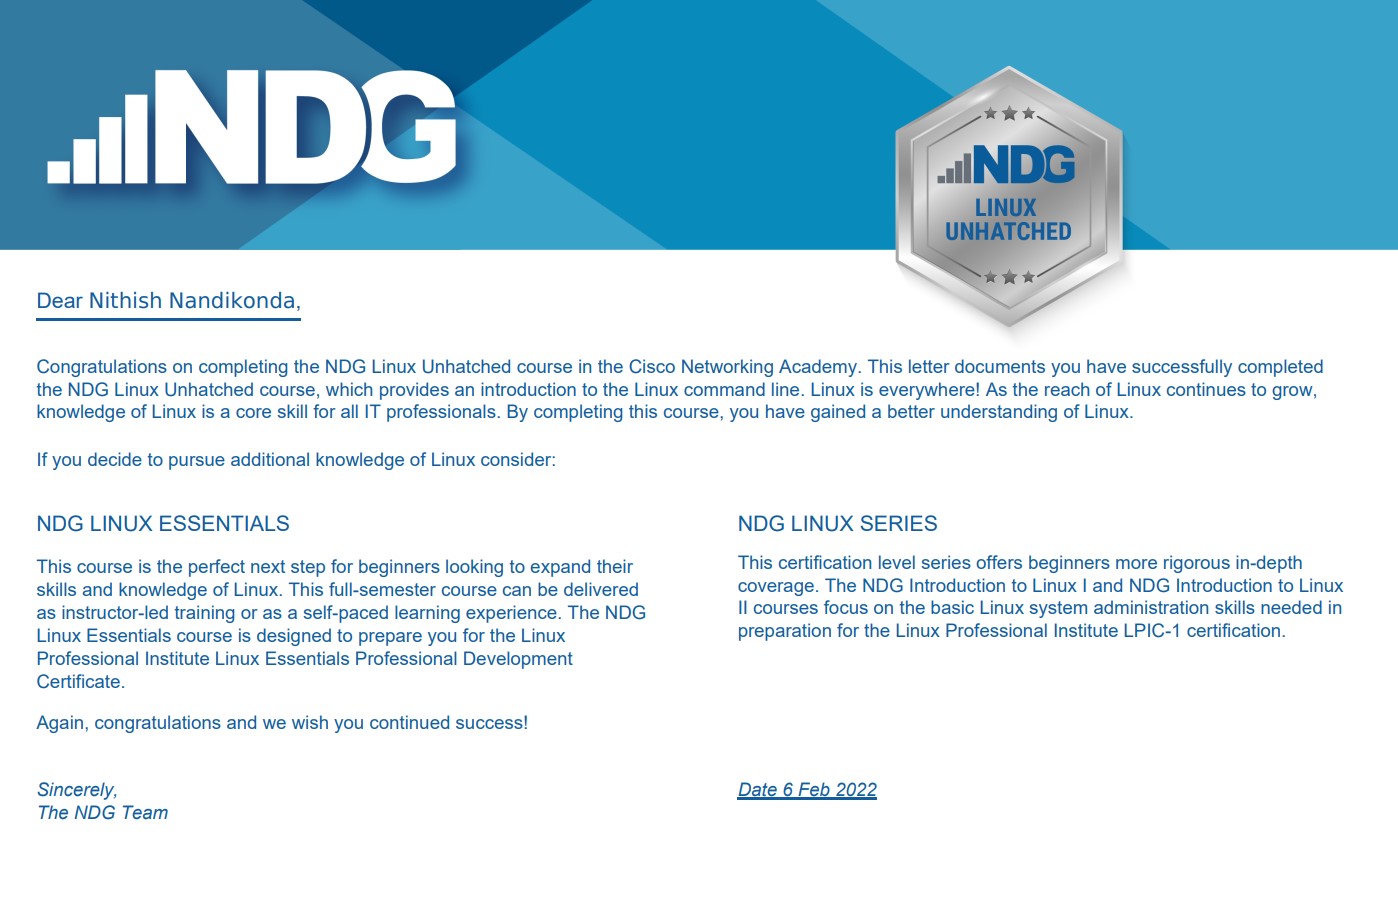 NDG
NDG
LINUX
UNHATCHED
Dear Nithish Nandikonda,
Congratulations on completing the NDG Linux Unhatched course in the Cisco Networking Academy. This letter documents you have successfully completed
the NDG Linux Unhatched course, which provides an introduction to the Linux command line. Linux is everywhere! As the reach of Linux continues to grow,
knowledge of Linux is a core skill for all IT professionals. By completing this course, you have gained a better understanding of Linux.
If you decide to pursue additional knowledge of Linux consider:
NDG LINUX ESSENTIALS
This course is the perfect next step for beginners looking to expand their
skills and knowledge of Linux. This full-semester course can be delivered
as instructor-led training or as a self-paced learning experience. The NDG
Linux Essentials course is designed to prepare you for the Linux
Professional Institute Linux Essentials Professional Development
Certificate.
Again, congratulations and we wish you continued success!
NDG LINUX SERIES
This certification level series offers beginners more rigorous in-depth
coverage. The NDG Introduction to Linux I and NDG Introduction to Linux
II courses focus on the basic Linux system administration skills needed in
preparation for the Linux Professional Institute LPIC-1 certification.
Sincerely,
The NDG Team
Date 6 Feb 2022